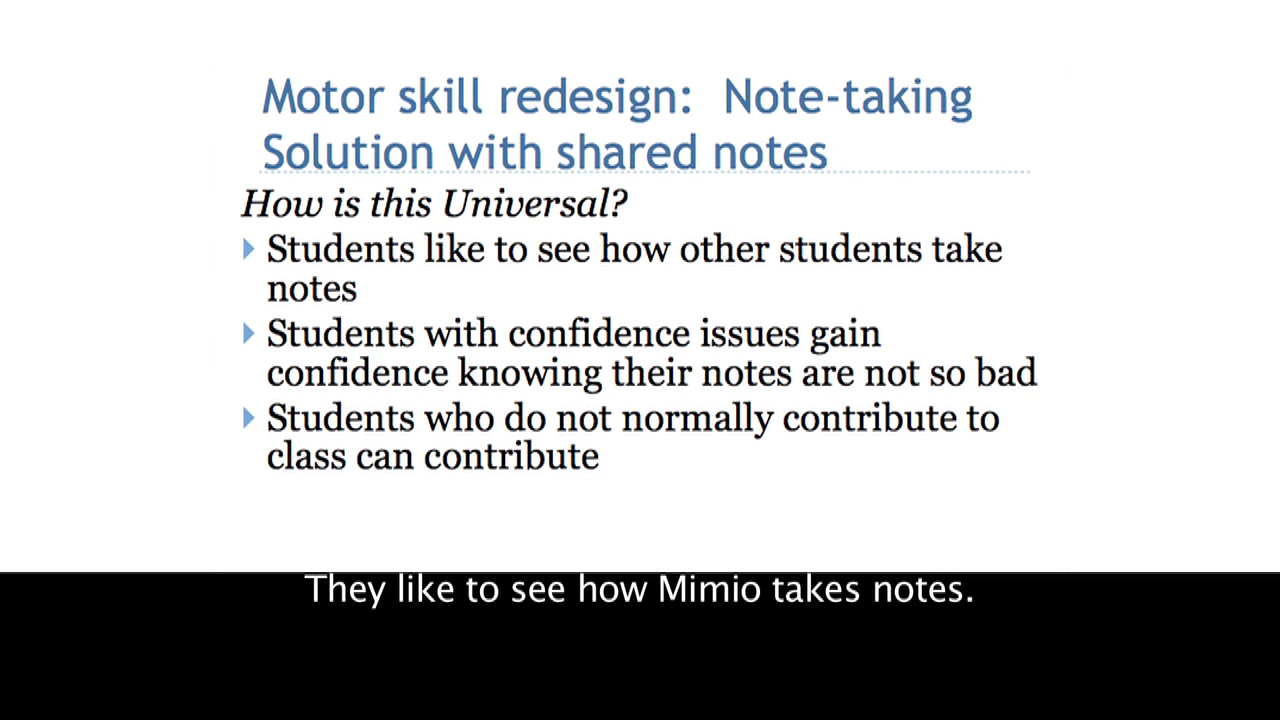 Motor skill redesign: Note-taking
Solution with shared notes
How is this Universal?
Students like to see how other students take
notes
Students with confidence issues gain
confidence knowing their notes are not so bad
Students who do not normally contribute to
class can contribute
They like to see how Mimio takes notes.